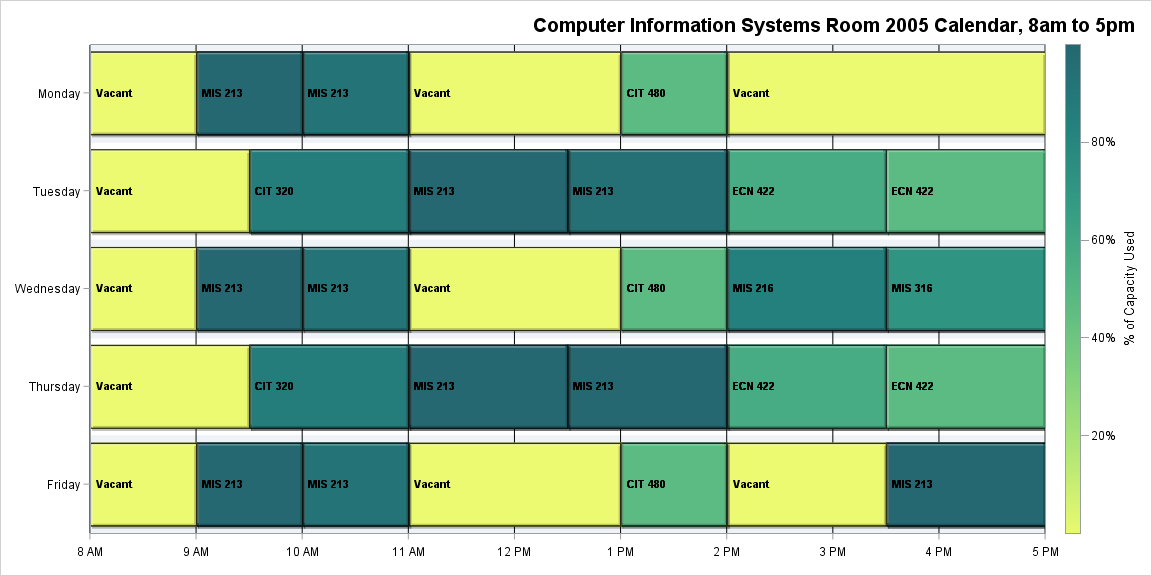 Computer Information Systems Room 2005 Calendar, 8am to 5pm
Monday
Vacant
MIS 213
MIS 213
Vacant
CIT 480
Vacant
Tuesday
Vacant
CIT 320
MIS 213
MIS 213
ECN 422
ECN 422
Wednesday
Vacant
MIS 213
MIS 213
Vacant
CIT 480
MIS 216
MIS 316
Thursday
Vacant
CIT 320
MIS 213
MIS 213
ECN 422
ECN 422
Friday
Vacant
MIS 213
MIS 213
Vacant
CIT 480
Vacant
MIS 213
8 AM
9 AM
10 AM
11 AM
12 PM
1 PM
2 PM
3 PM
4 PM
5 PM
80%
60%
40%
20%
% of Capacity Used